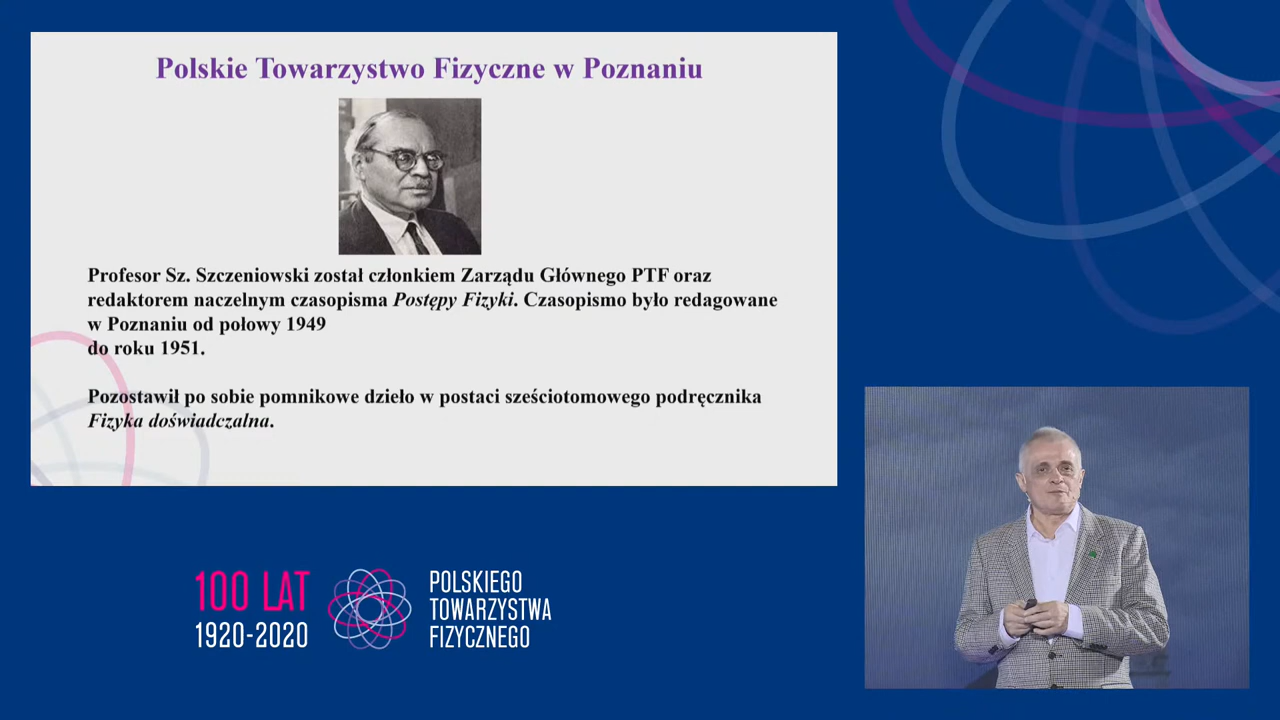 Polskie Towarzystwo Fizyczne w Poznaniu
Profesor Sz. Szczeniowski został członkiem Zarządu Głównego PTF oraz
redaktorem naczelnym czasopisma Postępy Fizyki. Czasopismo było redagowane
w Poznaniu od połowy 1949
do roku 1951.
Pozostawił po sobie pomnikowe dzieło w postaci sześciotomowego podręcznika
Fizyka doświadczalna.
100 LAT
1920-2020
POLSKIEGO
TOWARZYSTWA
FIZYCZNEGO